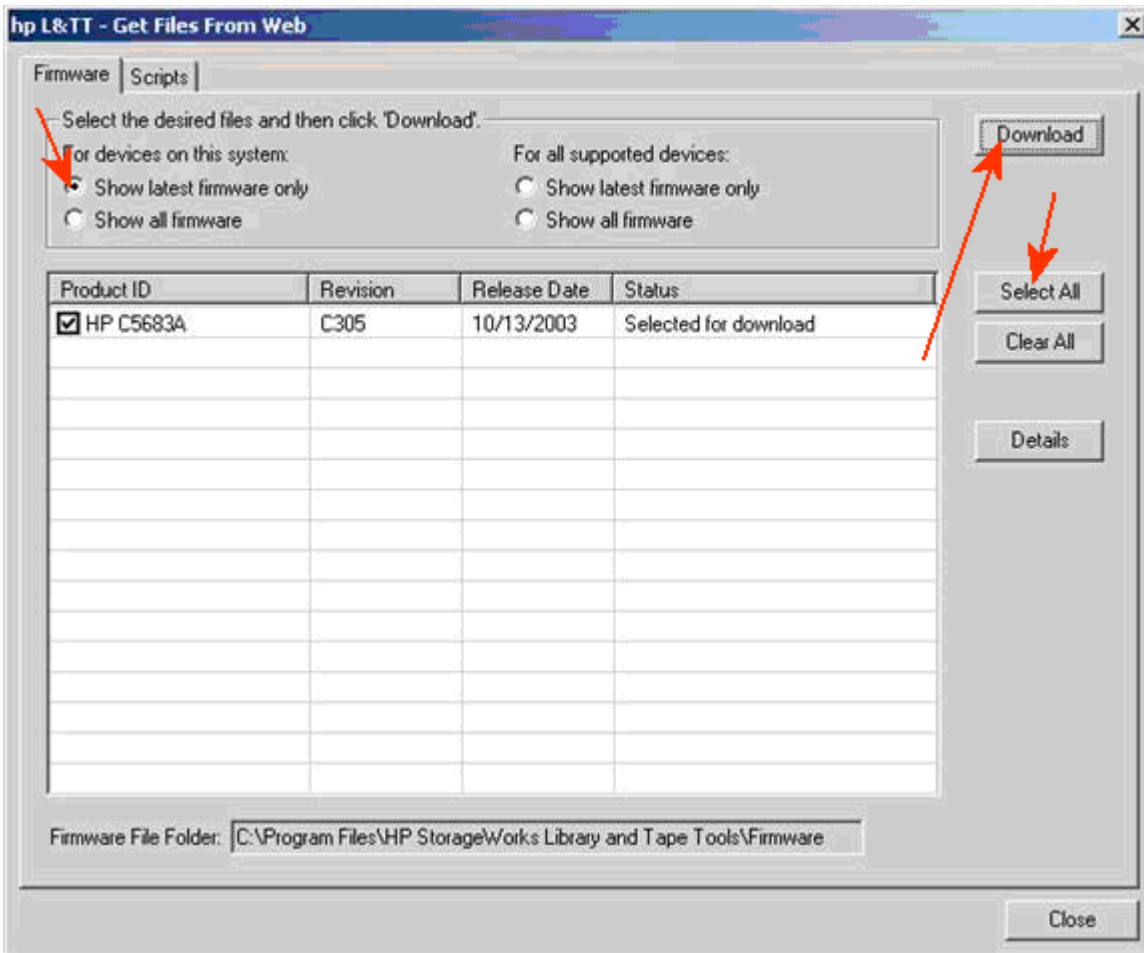 hp L&TT - Get Files From Web
Firmware Scripts
Select the desired files and then click 'Download'.
For devices on this system: For all supported devices:
Show latest firmware only Show latest firmware only
Show all firmware Show all firmware
Download
Product ID Revision Release Date Status
HP C5683A C305 10/13/2003 Selected for download
Select All
Clear All
Details
Firmware File Folder: C:\Program Files\HP StorageWorks Library and Tape Tools\Firmware
Close